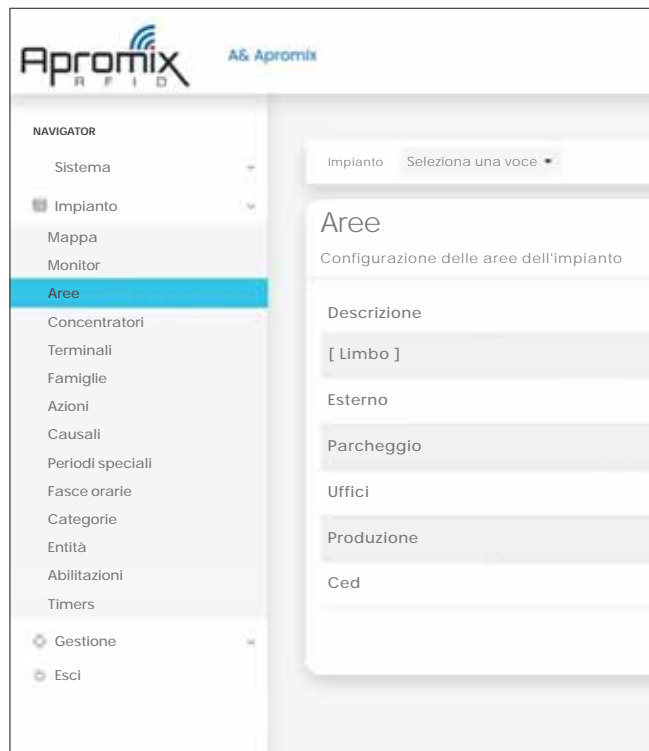 Apromix
RFID
A& Apromix
NAVIGATOR
Sistema
Impianto
Mappa
Monitor
Aree
Concentratori
Terminali
Famiglie
Azioni
Causali
Periodi speciali
Fasce orarie
Categorie
Entità
Abilitazioni
Timers
Gestione
Esci
Impianto Seleziona una voce
Aree
Configurazione delle aree dell'impianto
Descrizione
[ Limbo ]
Esterno
Parcheggio
Uffici
Produzione
Ced